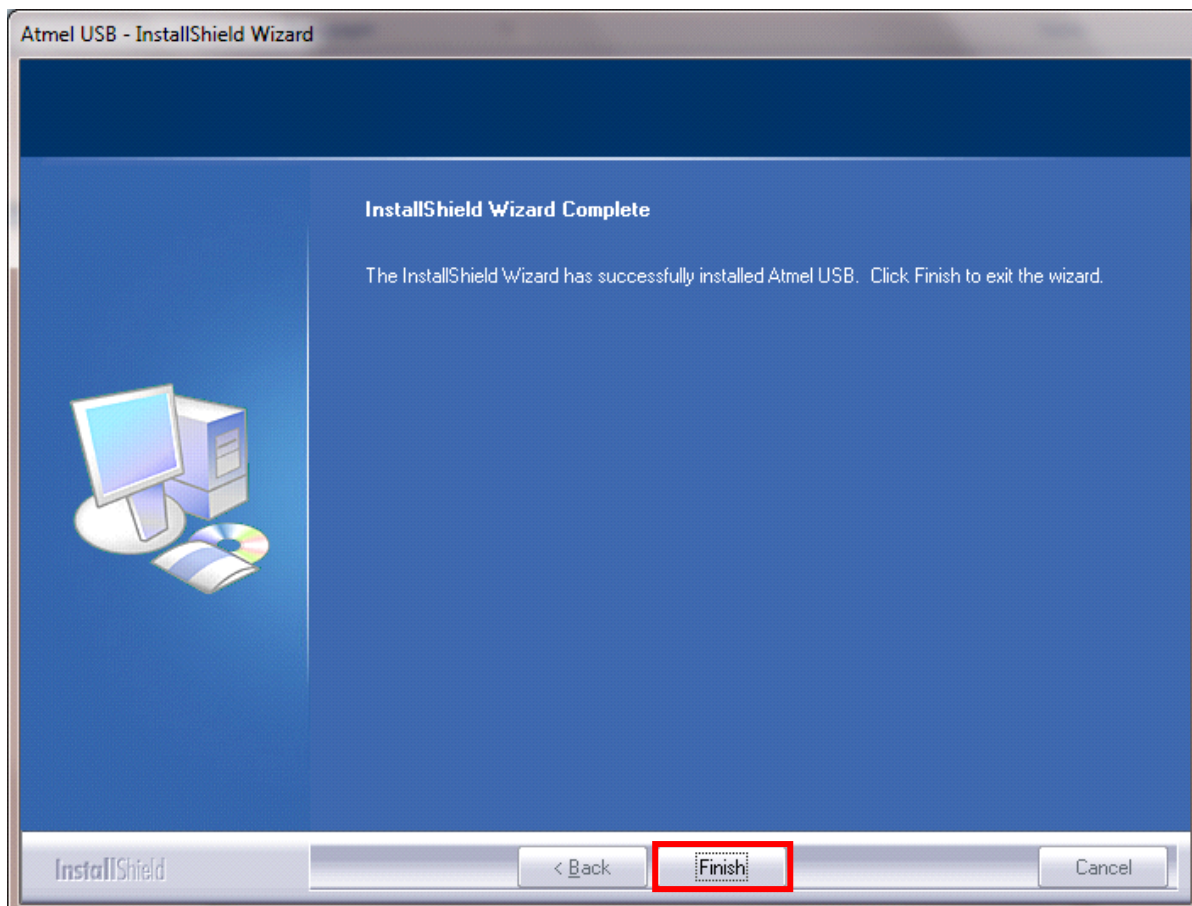 Atmel USB - InstallShield Wizard
InstallShield Wizard Complete
The InstallShield Wizard has successfully installed Atmel USB.  Click Finish to exit the wizard.
InstallShield
< Back
Finish
Cancel